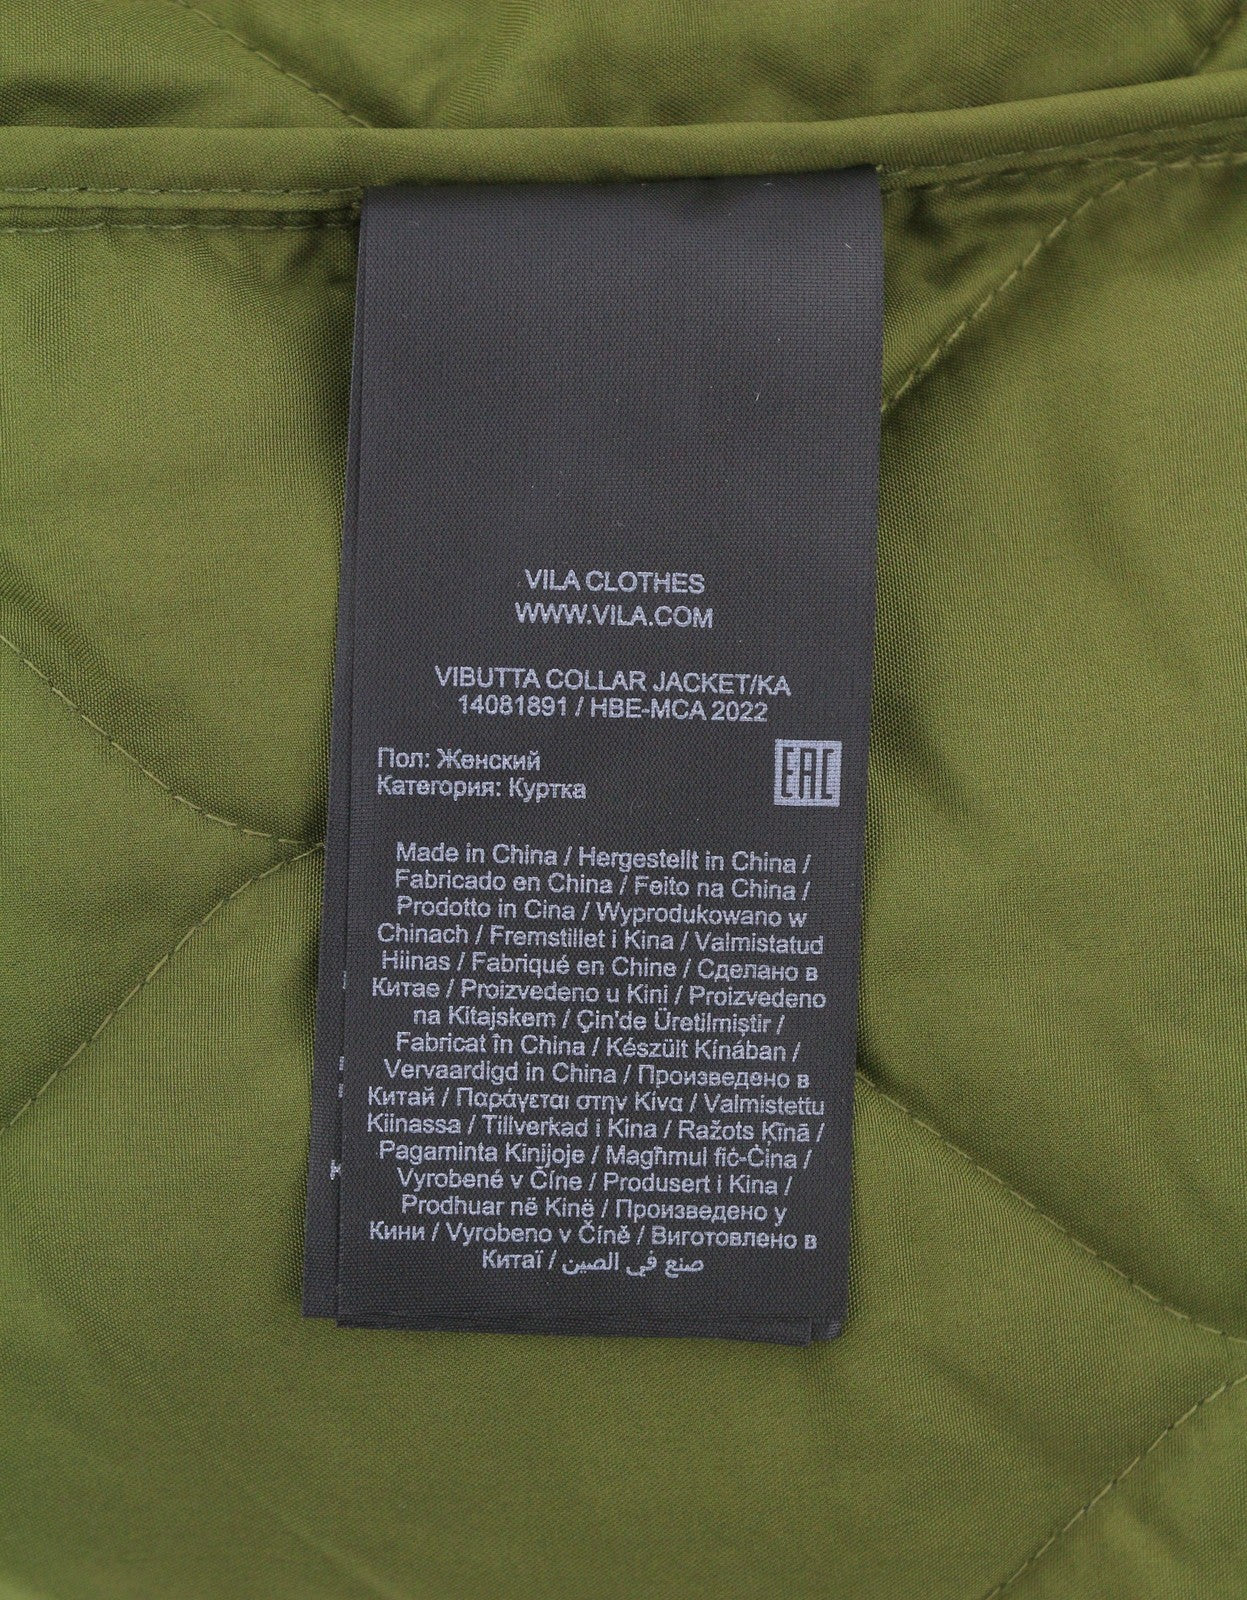 VILA CLOTHES
WWW.VILA.COM
VIBUTTA COLLAR JACKET/KA
14081891 / HBE-MCA 2022
Пол: Женский
Категория: Куртка
EAC
Made in China / Hergestellt in China /
Fabricado en China / Feito na China /
Prodotto in Cina / Wyprodukowano w
Chinach / Fremstillet i Kina / Valmistatud
Hiinas / Fabriqué en Chine / Сделано в
Китае / Proizvedeno u Kini / Proizvedeno
na Kitajskem / Çin'de Üretilmiştir /
Fabricat în China / Készült Kínában /
Vervaardigd in China / Произведено в
Китай / Παράγεται στην Κίνα / Valmistettu
Kiinassa / Tillverkad i Kina / Ražots Ķīnā /
Pagaminta Kinijoje / Magħmul fiċ-Ċina /
Vyrobené v Číne / Produsert i Kina /
Prodhuar në Kinë / Произведено у
Кини / Vyrobeno v Číně / Виготовлено в
Китаї / صنع في الصين